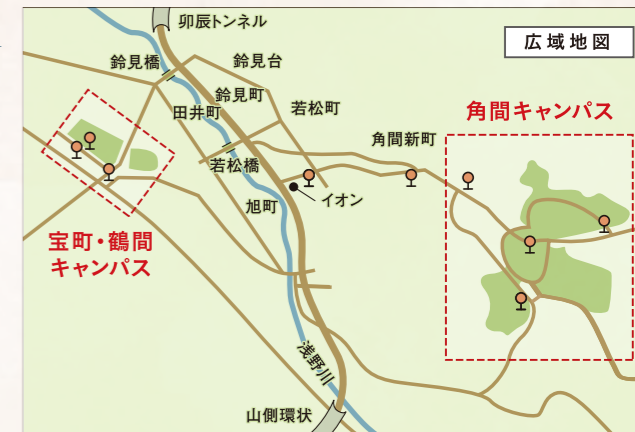 卯辰トンネル
広域地図
鈴見橋
鈴見台
鈴見町
田井町
若松町
角間キャンパス
角間新町
若松橋
旭町
イオン
宝町・鶴間
キャンパス
浅野川
山側環状